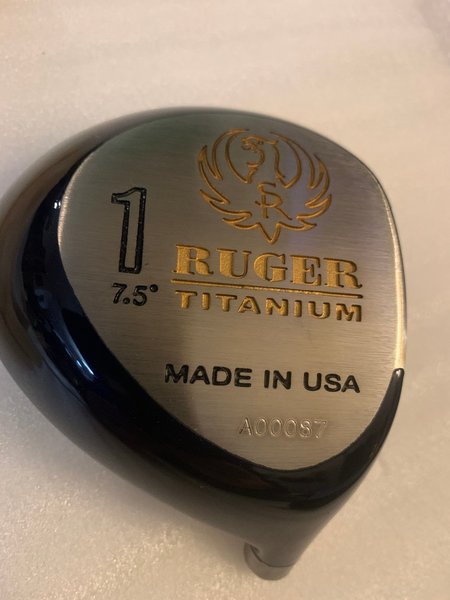 R
1
RUGER
7.5°
TITANIUM
MADE IN USA
A00087